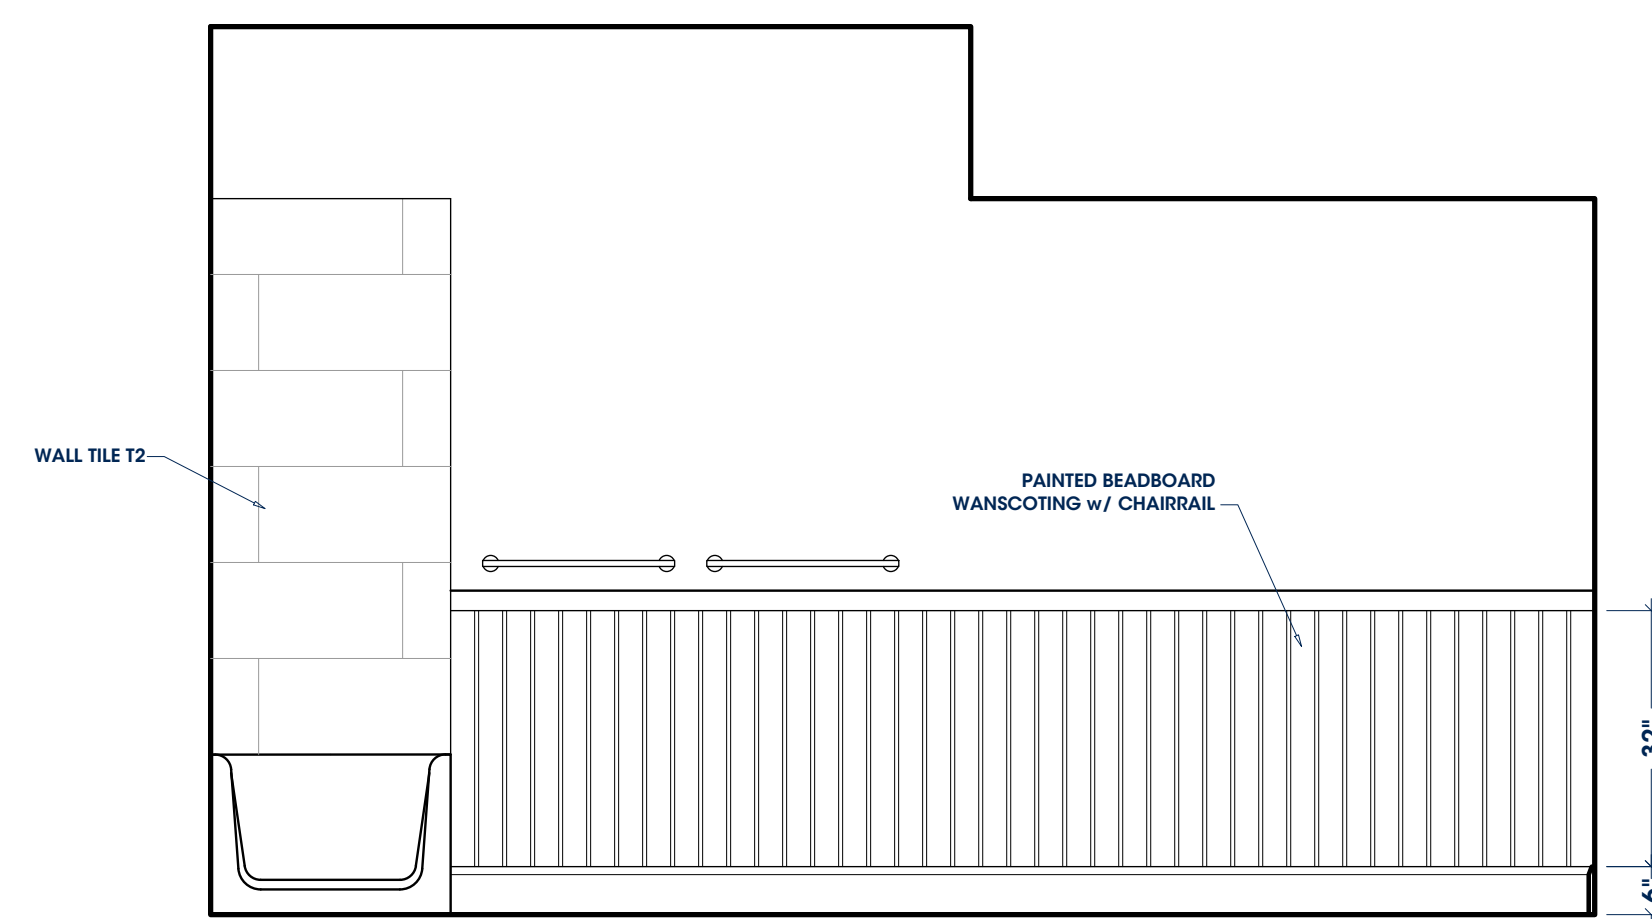 WALL TILE T2
PAINTED BEADBOARD
WANSCOTING w/ CHAIRRAIL
32"
6"